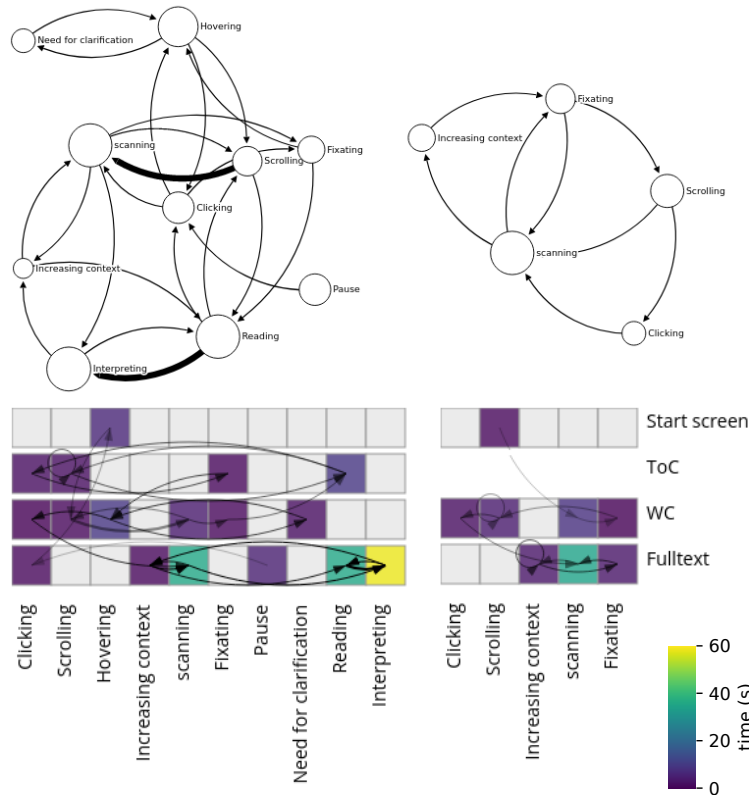 Hovering
Need for clarification
scanning
Scrolling
Fixating
Clicking
Increasing context
Pause
Reading
Interpreting
Fixating
Increasing context
Scrolling
scanning
Clicking
Start screen
ToC
WC
Fulltext
Clicking
Scrolling
Hovering
Increasing context
scanning
Fixating
Pause
Need for clarification
Reading
Interpreting
Clicking
Scrolling
Increasing context
scanning
Fixating
60
40
20
0
time (s)